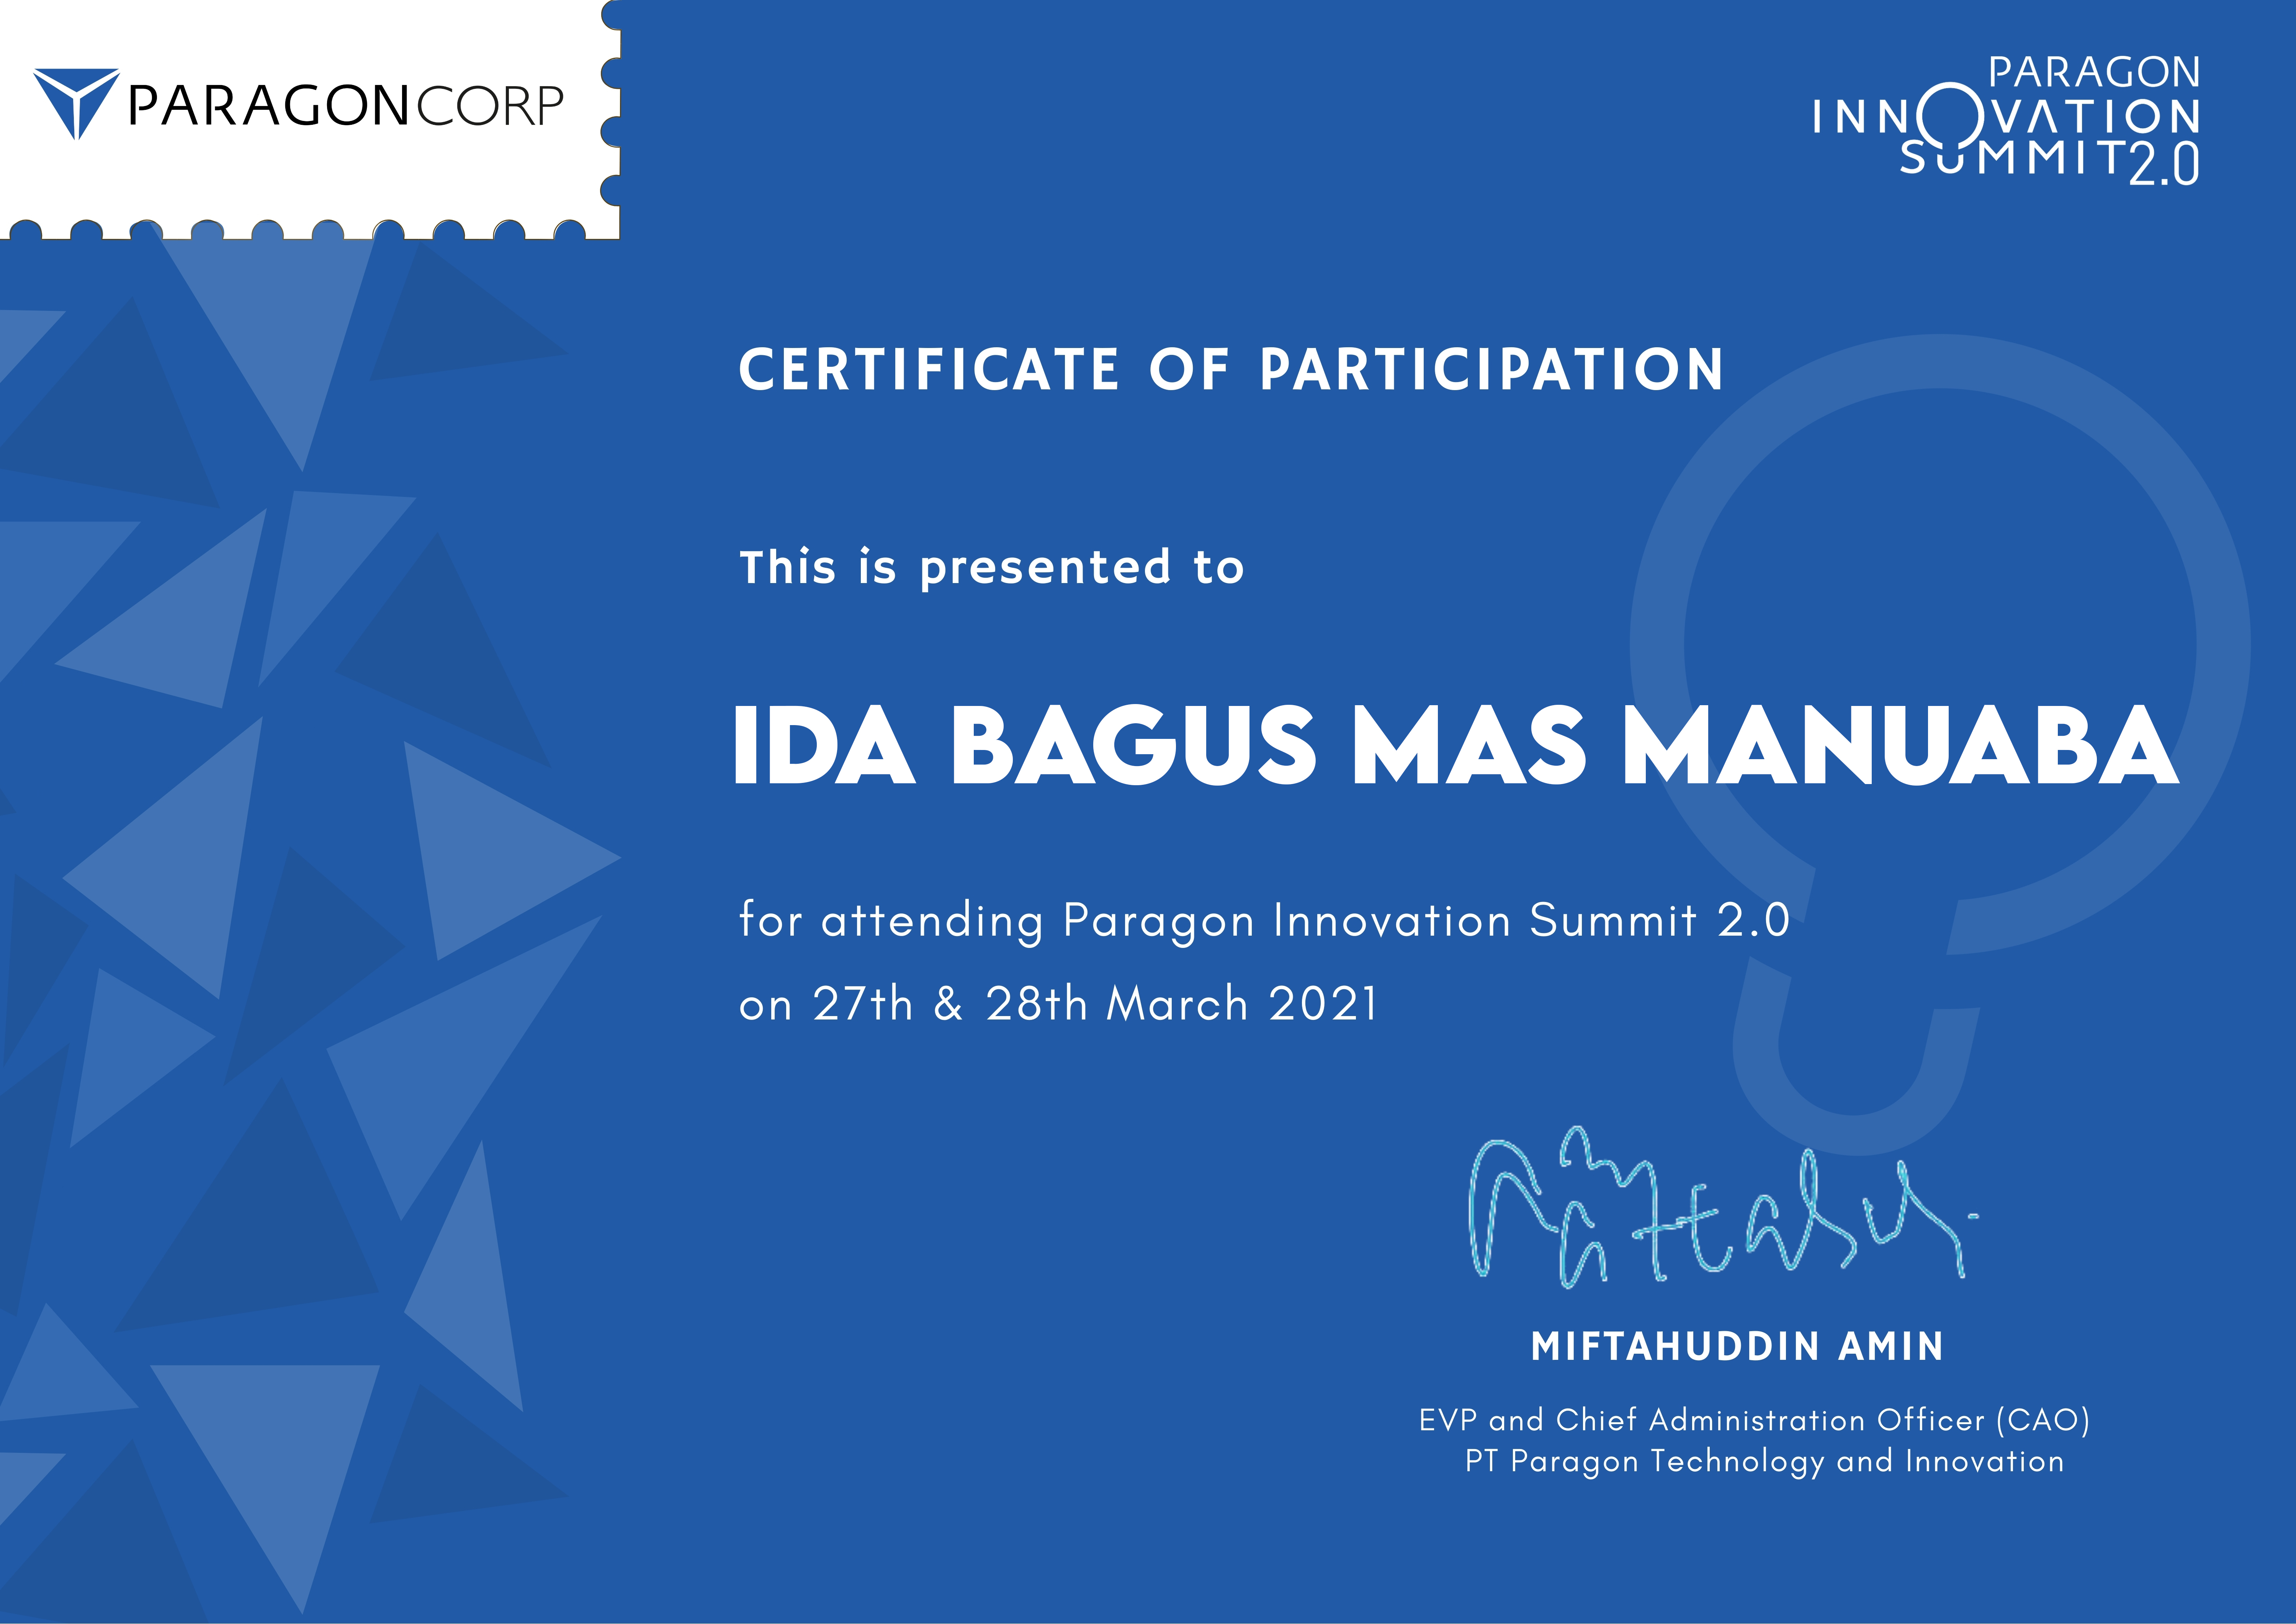 PARAGONCORP
PARAGON
INNOVATION
SUMMIT 2.0
CERTIFICATE OF PARTICIPATION
This is presented to
IDA BAGUS MAS MANUABA
for attending Paragon Innovation Summit 2.0
on 27th & 28th March 2021
MIFTAHUDDIN AMIN
EVP and Chief Administration Officer (CAO)
PT Paragon Technology and Innovation